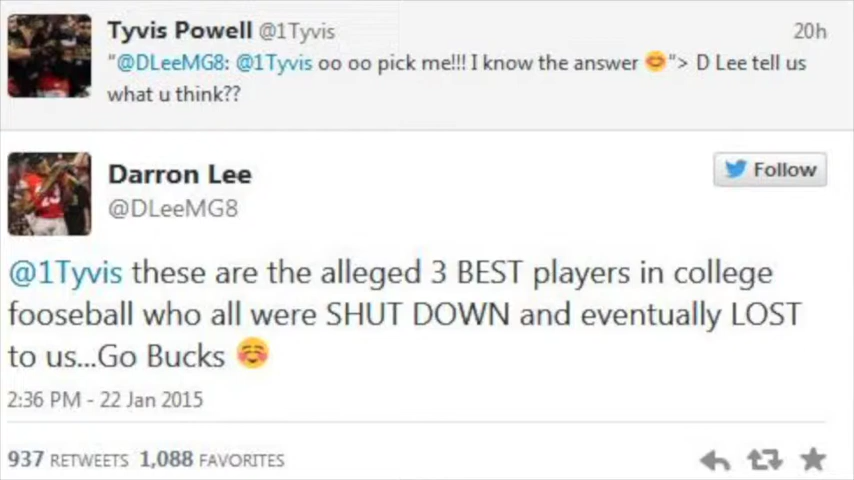 Tyvis Powell @1Tyvis 20h
"@DLeeMG8: @1Tyvis oo oo pick me!!! I know the answer 😊"> D Lee tell us
what u think??
Darron Lee
Follow
@DLeeMG8
@1Tyvis these are the alleged 3 BEST players in college
fooseball who all were SHUT DOWN and eventually LOST
to us...Go Bucks ☺️
2:36 PM - 22 Jan 2015
937 RETWEETS 1,088 FAVORITES